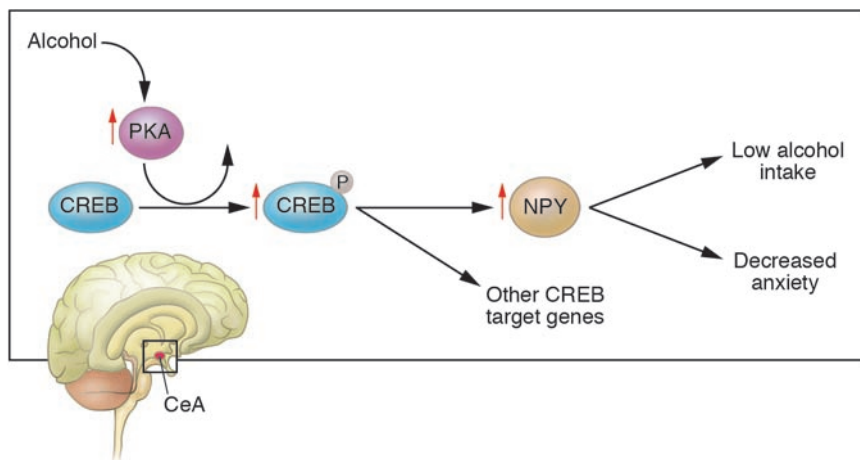 Alcohol
PKA
CREB
P
CREB
NPY
Low alcohol
intake
Decreased
anxiety
Other CREB
target genes
CeA